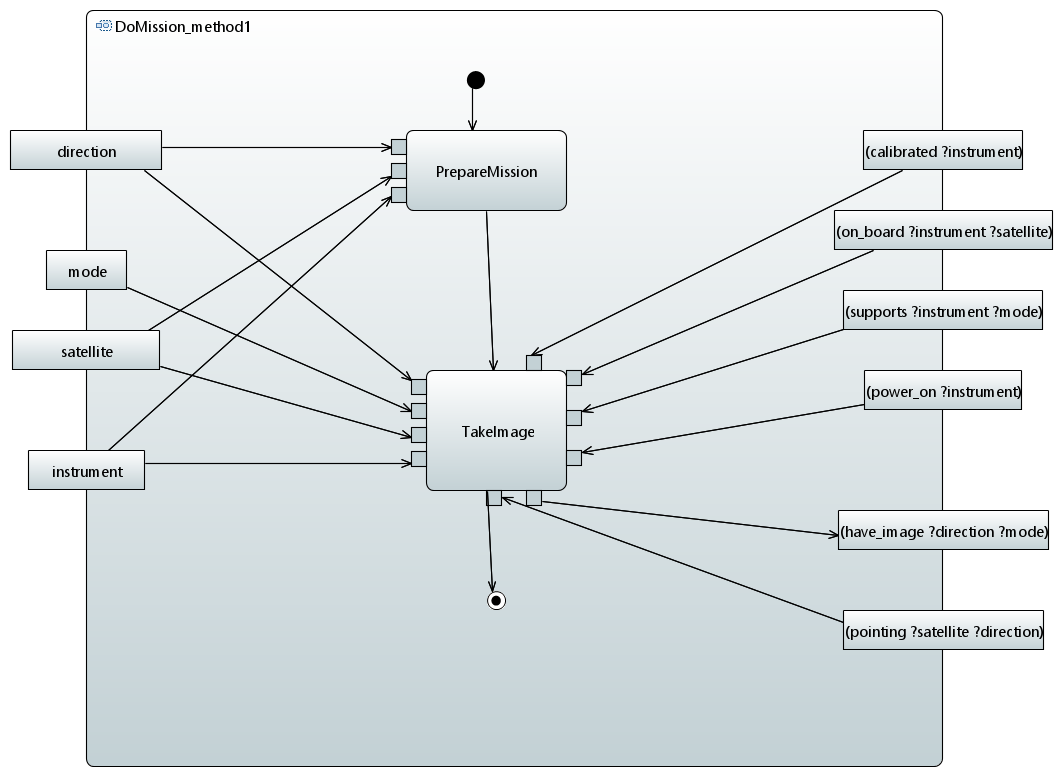 DoMission_method1
direction
PrepareMission
(calibrated ?instrument)
(on_board ?instrument ?satellite)
mode
(supports ?instrument ?mode)
satellite
(power_on ?instrument)
TakeImage
instrument
(have_image ?direction ?mode)
(pointing ?satellite ?direction)